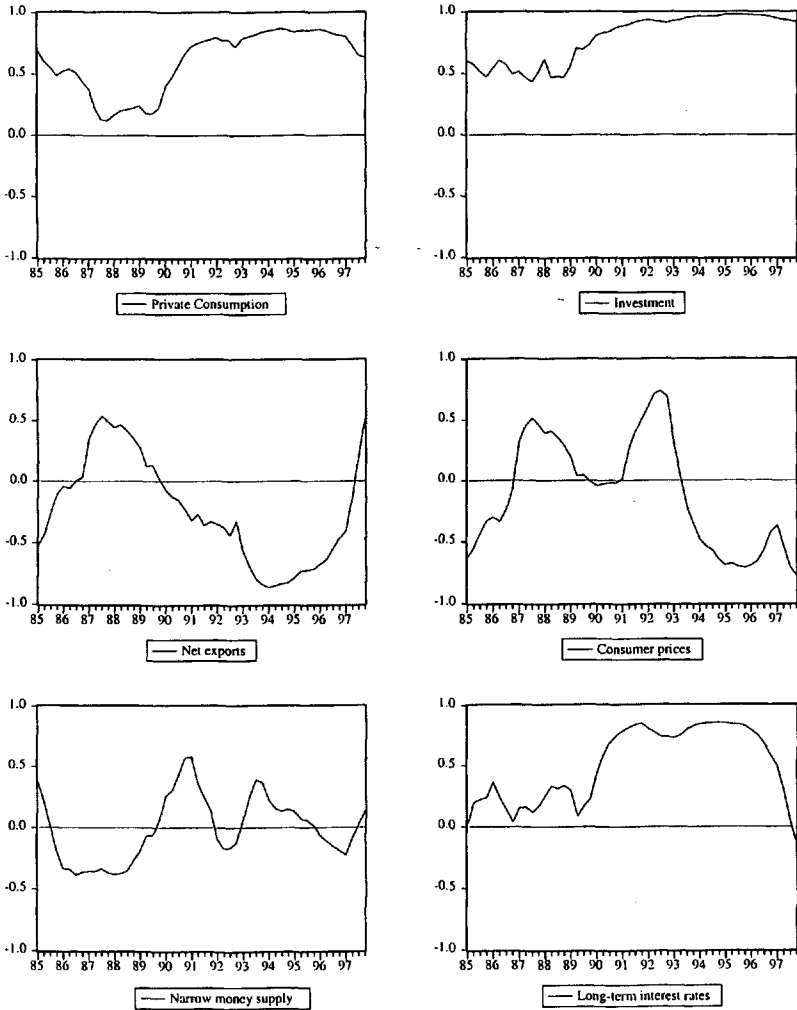 1.0 1.0
0.5 0.5
0.0 0.0
-0.5 -0.5
-1.0 -1.0
85 86 87 88 89 90 91 92 93 94 95 96 97 85 86 87 88 89 90 91 92 93 94 95 96 97
Private Consumption Investment
1.0 1.0
0.5 0.5
0.0 0.0
-0.5 -0.5
-1.0 -1.0
85 86 87 88 89 90 91 92 93 94 95 96 97 85 86 87 88 89 90 91 92 93 94 95 96 97
Net exports Consumer prices
1.0 1.0
0.5 0.5
0.0 0.0
-0.5 -0.5
-1.0 -1.0
85 86 87 88 89 90 91 92 93 94 95 96 97 85 86 87 88 89 90 91 92 93 94 95 96 97
Narrow money supply Long-term interest rates